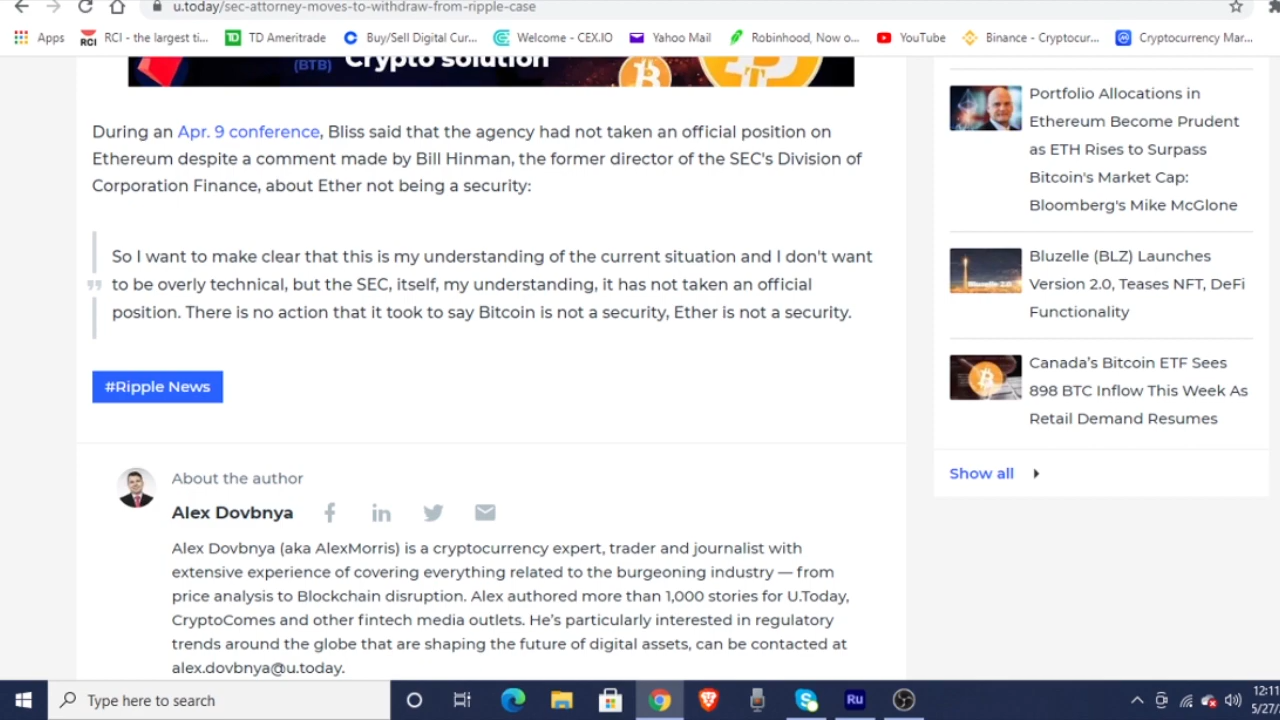 u.today/sec-attorney-moves-to-withdraw-from-ripple-case
Apps RCI - the largest ti... TD Ameritrade Buy/Sell Digital Cur... Welcome - CEX.IO Yahoo Mail Robinhood, Now o... YouTube Binance - Cryptocur... Cryptocurrency Mar...
(BTB) Crypto solution
During an Apr. 9 conference, Bliss said that the agency had not taken an official position on
Ethereum despite a comment made by Bill Hinman, the former director of the SEC's Division of
Corporation Finance, about Ether not being a security:
So I want to make clear that this is my understanding of the current situation and I don't want
to be overly technical, but the SEC, itself, my understanding, it has not taken an official
position. There is no action that it took to say Bitcoin is not a security, Ether is not a security.
#Ripple News
About the author
Alex Dovbnya
Alex Dovbnya (aka AlexMorris) is a cryptocurrency expert, trader and journalist with
extensive experience of covering everything related to the burgeoning industry — from
price analysis to Blockchain disruption. Alex authored more than 1,000 stories for U.Today,
CryptoComes and other fintech media outlets. He's particularly interested in regulatory
trends around the globe that are shaping the future of digital assets, can be contacted at
alex.dovbnya@u.today.
Portfolio Allocations in
Ethereum Become Prudent
as ETH Rises to Surpass
Bitcoin's Market Cap:
Bloomberg's Mike McGlone
Bluzelle (BLZ) Launches
Version 2.0, Teases NFT, DeFi
Functionality
Canada's Bitcoin ETF Sees
898 BTC Inflow This Week As
Retail Demand Resumes
Show all
Type here to search
Ru
12:11
5/27/